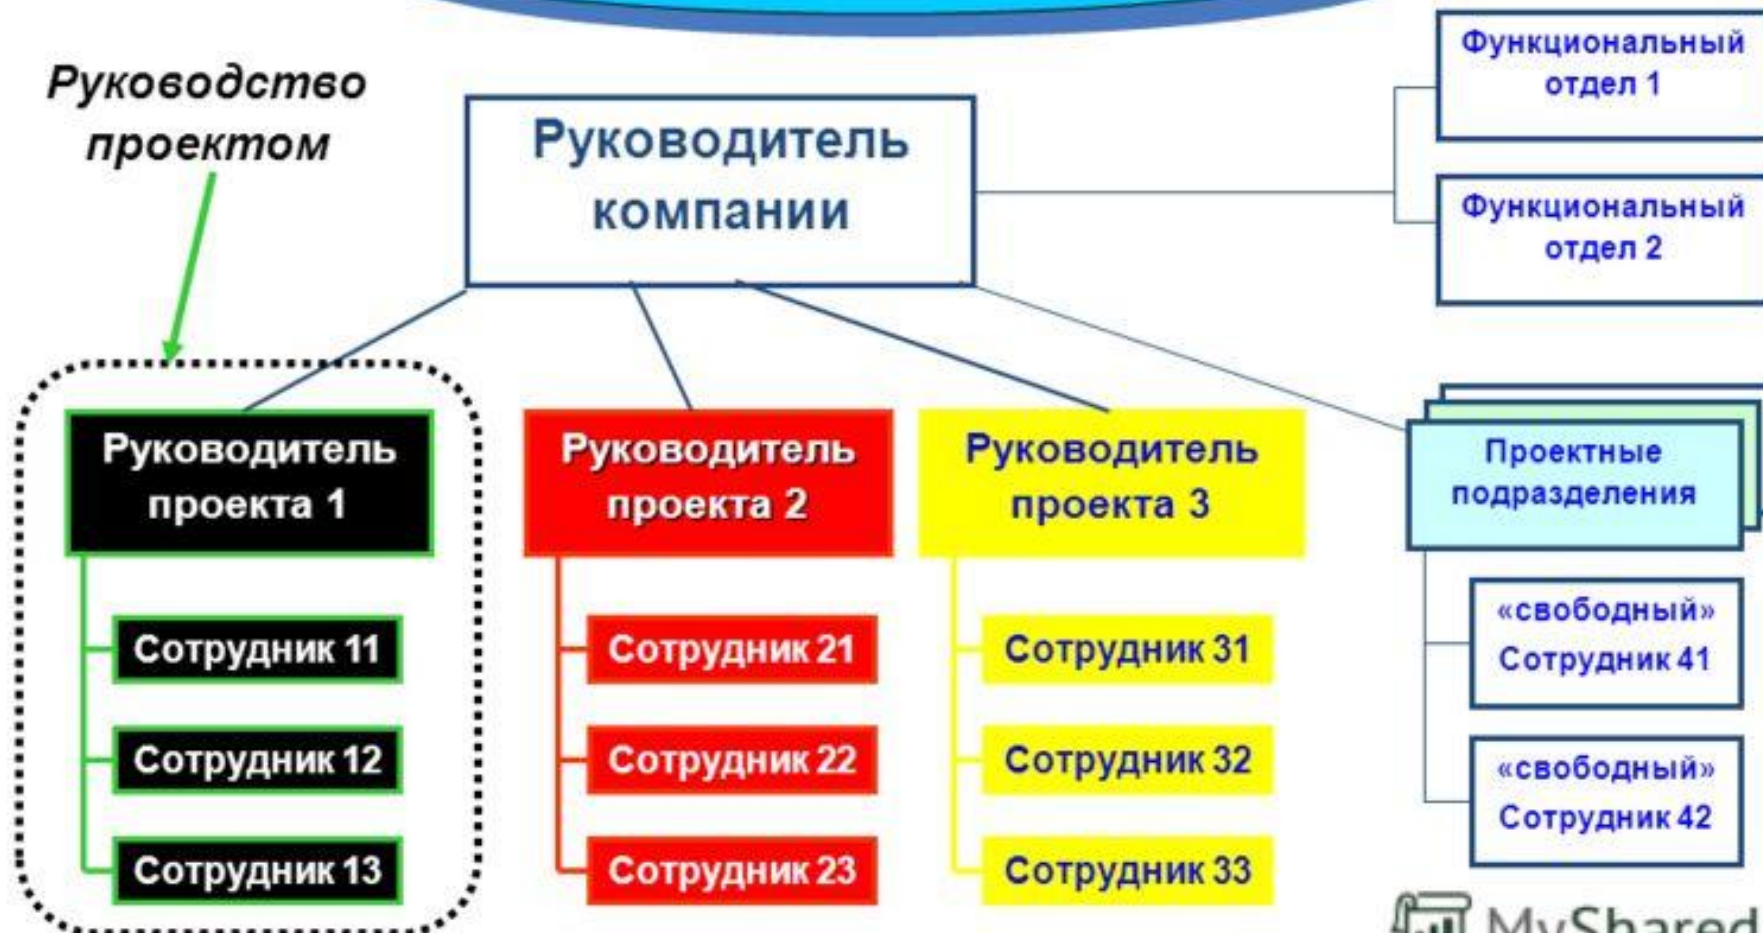 Руководство
проектом
Руководитель
компании
Функциональный
отдел 1
Функциональный
отдел 2
Руководитель
проекта 1
Сотрудник 11
Сотрудник 12
Сотрудник 13
Руководитель
проекта 2
Сотрудник 21
Сотрудник 22
Сотрудник 23
Руководитель
проекта 3
Сотрудник 31
Сотрудник 32
Сотрудник 33
Проектные
подразделения
«свободный»
Сотрудник 41
«свободный»
Сотрудник 42
MyShared